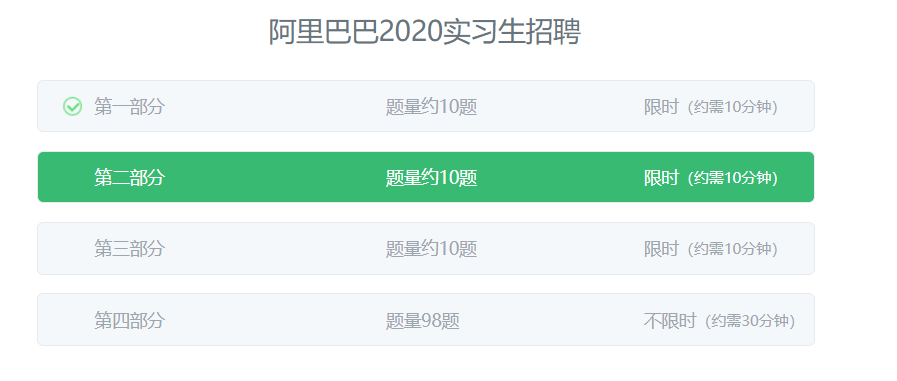 阿里巴巴2020实习生招聘
第一部分 题量约10题 限时（约需10分钟）
第二部分 题量约10题 限时（约需10分钟）
第三部分 题量约10题 限时（约需10分钟）
第四部分 题量98题 不限时（约需30分钟）